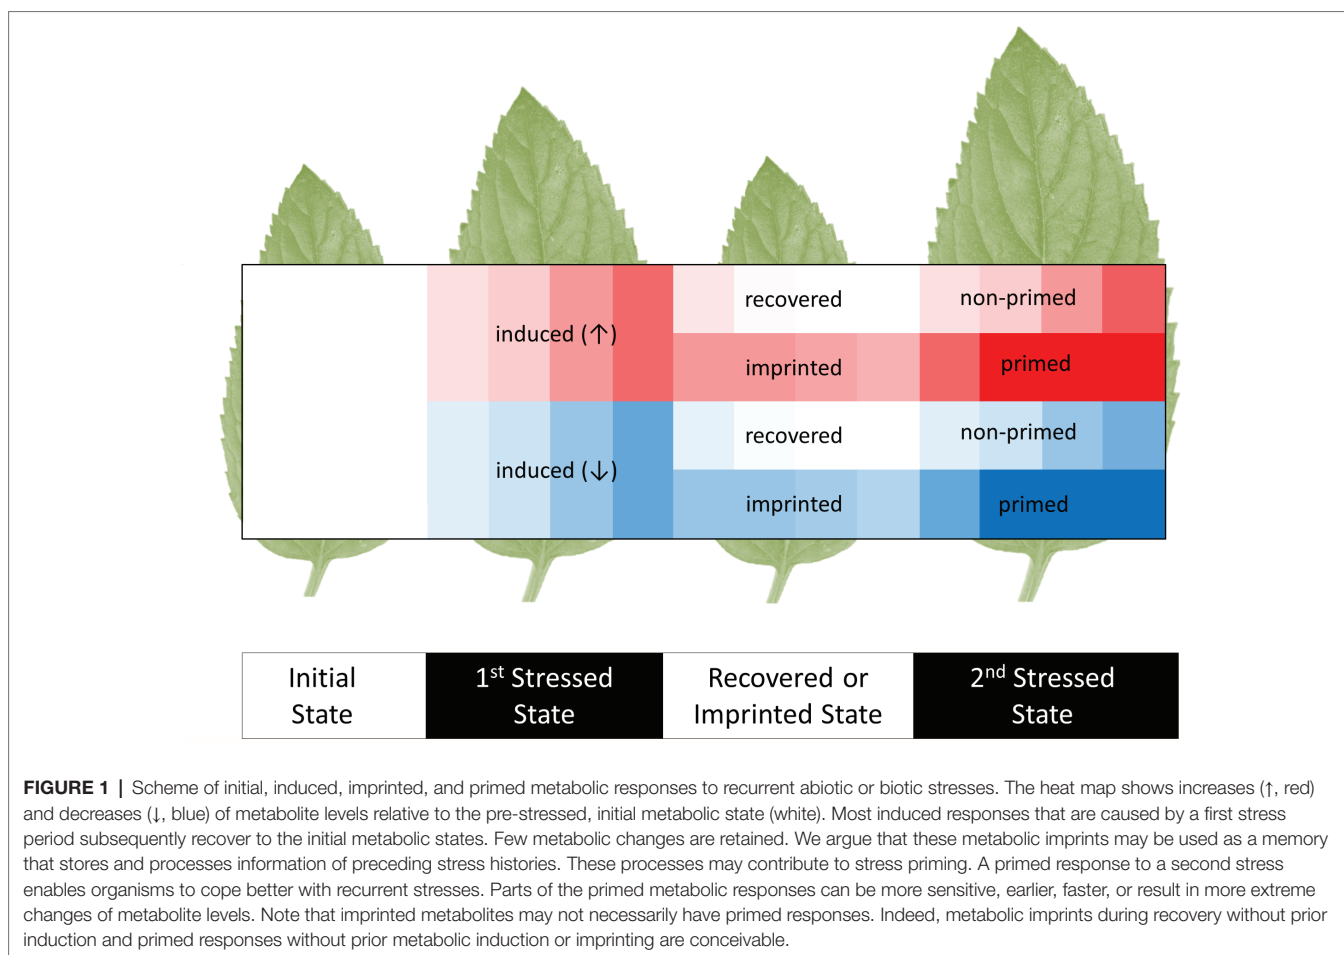 recovered
non-primed
induced (↑)
imprinted
primed
recovered
non-primed
induced (↓)
imprinted
primed
Initial
State
1st Stressed
State
Recovered or
Imprinted State
2nd Stressed
State
FIGURE 1 | Scheme of initial, induced, imprinted, and primed metabolic responses to recurrent abiotic or biotic stresses. The heat map shows increases (↑, red)
and decreases (↓, blue) of metabolite levels relative to the pre-stressed, initial metabolic state (white). Most induced responses that are caused by a first stress
period subsequently recover to the initial metabolic states. Few metabolic changes are retained. We argue that these metabolic imprints may be used as a memory
that stores and processes information of preceding stress histories. These processes may contribute to stress priming. A primed response to a second stress
enables organisms to cope better with recurrent stresses. Parts of the primed metabolic responses can be more sensitive, earlier, faster, or result in more extreme
changes of metabolite levels. Note that imprinted metabolites may not necessarily have primed responses. Indeed, metabolic imprints during recovery without prior
induction and primed responses without prior metabolic induction or imprinting are conceivable.